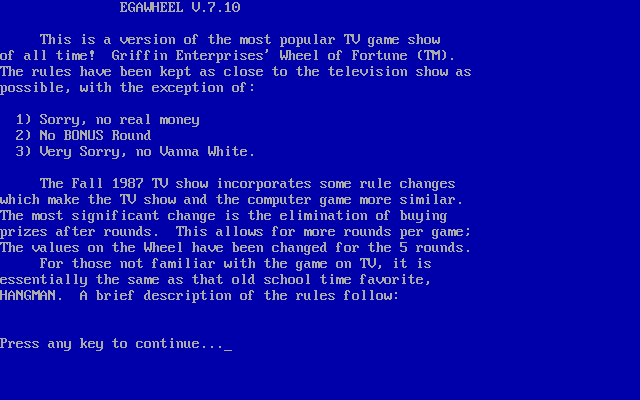 EGAWHEEL V.7.10
This is a version of the most popular TV game show
of all time!  Griffin Enterprises' Wheel of Fortune (TM).
The rules have been kept as close to the television show as
possible, with the exception of:
1) Sorry, no real money
2) No BONUS Round
3) Very Sorry, no Vanna White.
The Fall 1987 TV show incorporates some rule changes
which make the TV show and the computer game more similar.
The most significant change is the elimination of buying
prizes after rounds.  This allows for more rounds per game;
The values on the Wheel have been changed for the 5 rounds.
For those not familiar with the game on TV, it is
essentially the same as that old school time favorite,
HANGMAN.  A brief description of the rules follow:
Press any key to continue..._